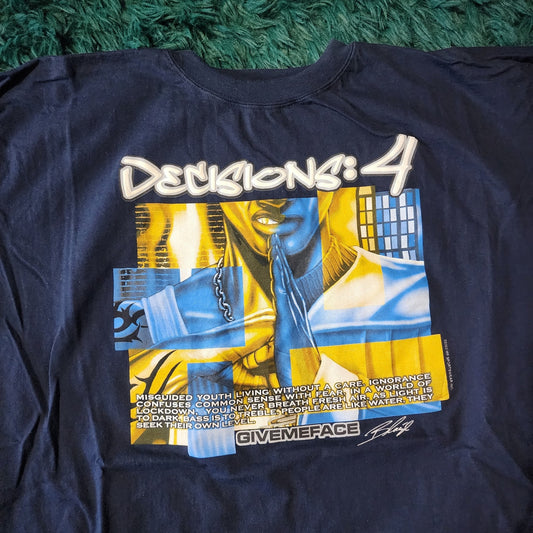 DECISIONS:4
MISGUIDED YOUTH LIVING WITHOUT A CARE. IGNORANCE
CONFUSES COMMON SENSE WITH FEAR. IN A WORLD OF
LOCKDOWN. YOU NEVER BREATH FRESH AIR. AS LIGHT IS
TO DARK, BASS IS TO TREBLE. PEOPLE ARE LIKE WATER. THEY
SEEK THEIR OWN LEVEL.
GIVEMEFACE